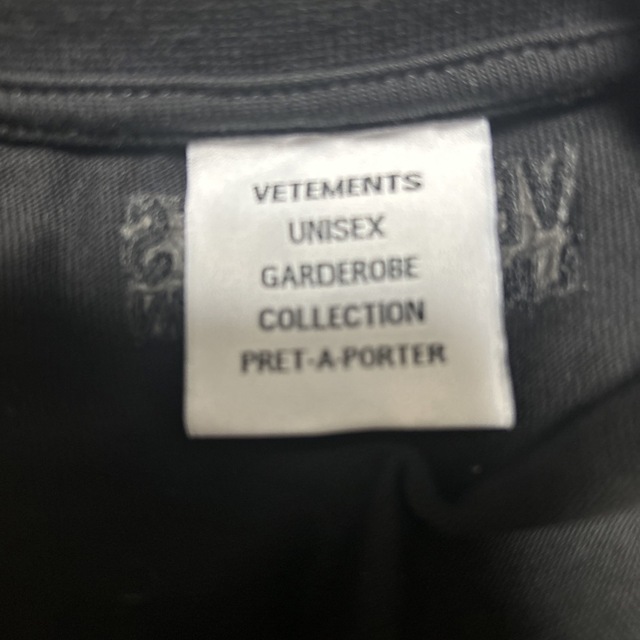 VETEMENTS
UNISEX
GARDEROBE
COLLECTION
PRET-A-PORTER